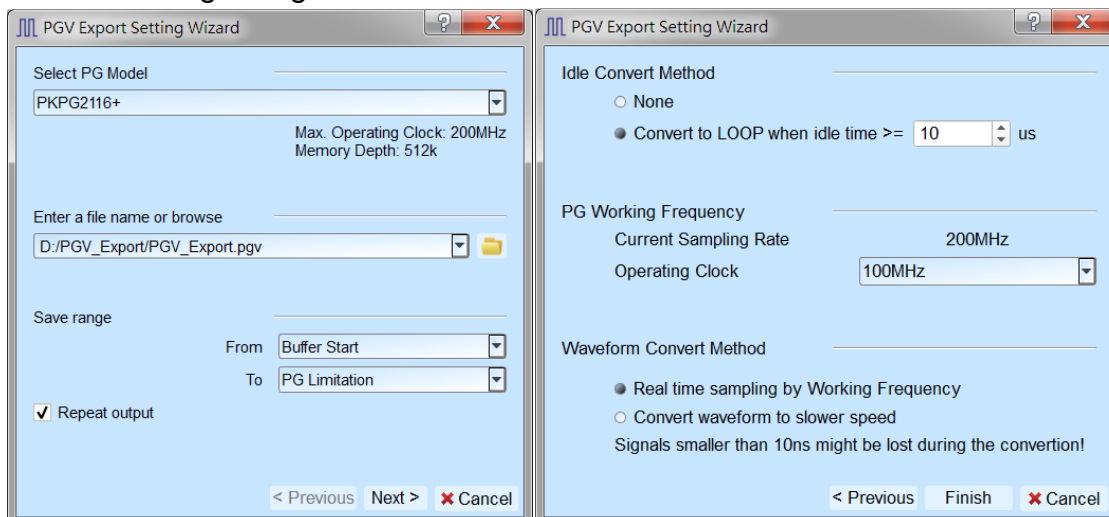 PGV Export Setting Wizard
Select PG Model
PKPG2116+
Max. Operating Clock: 200MHz
Memory Depth: 512k
Enter a file name or browse
D:/PGV_Export/PGV_Export.pgv
Save range
From Buffer Start
To PG Limitation
Repeat output
< Previous Next > Cancel
PGV Export Setting Wizard
Idle Convert Method
None
Convert to LOOP when idle time >= 10 us
PG Working Frequency
Current Sampling Rate 200MHz
Operating Clock 100MHz
Waveform Convert Method
Real time sampling by Working Frequency
Convert waveform to slower speed
Signals smaller than 10ns might be lost during the convertion!
< Previous Finish Cancel